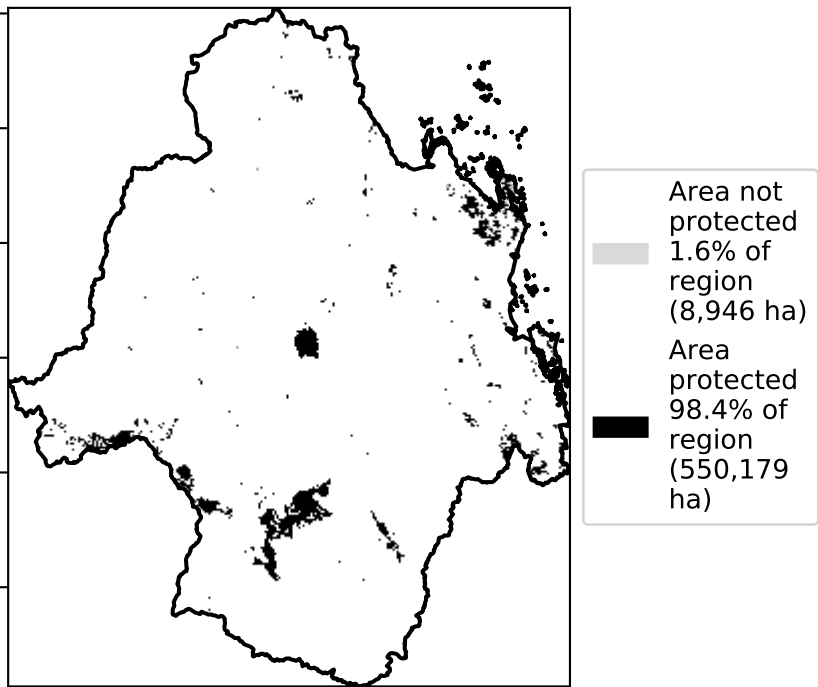 Area not
protected
1.6% of
region
(8,946 ha)
Area
protected
98.4% of
region
(550,179
ha)